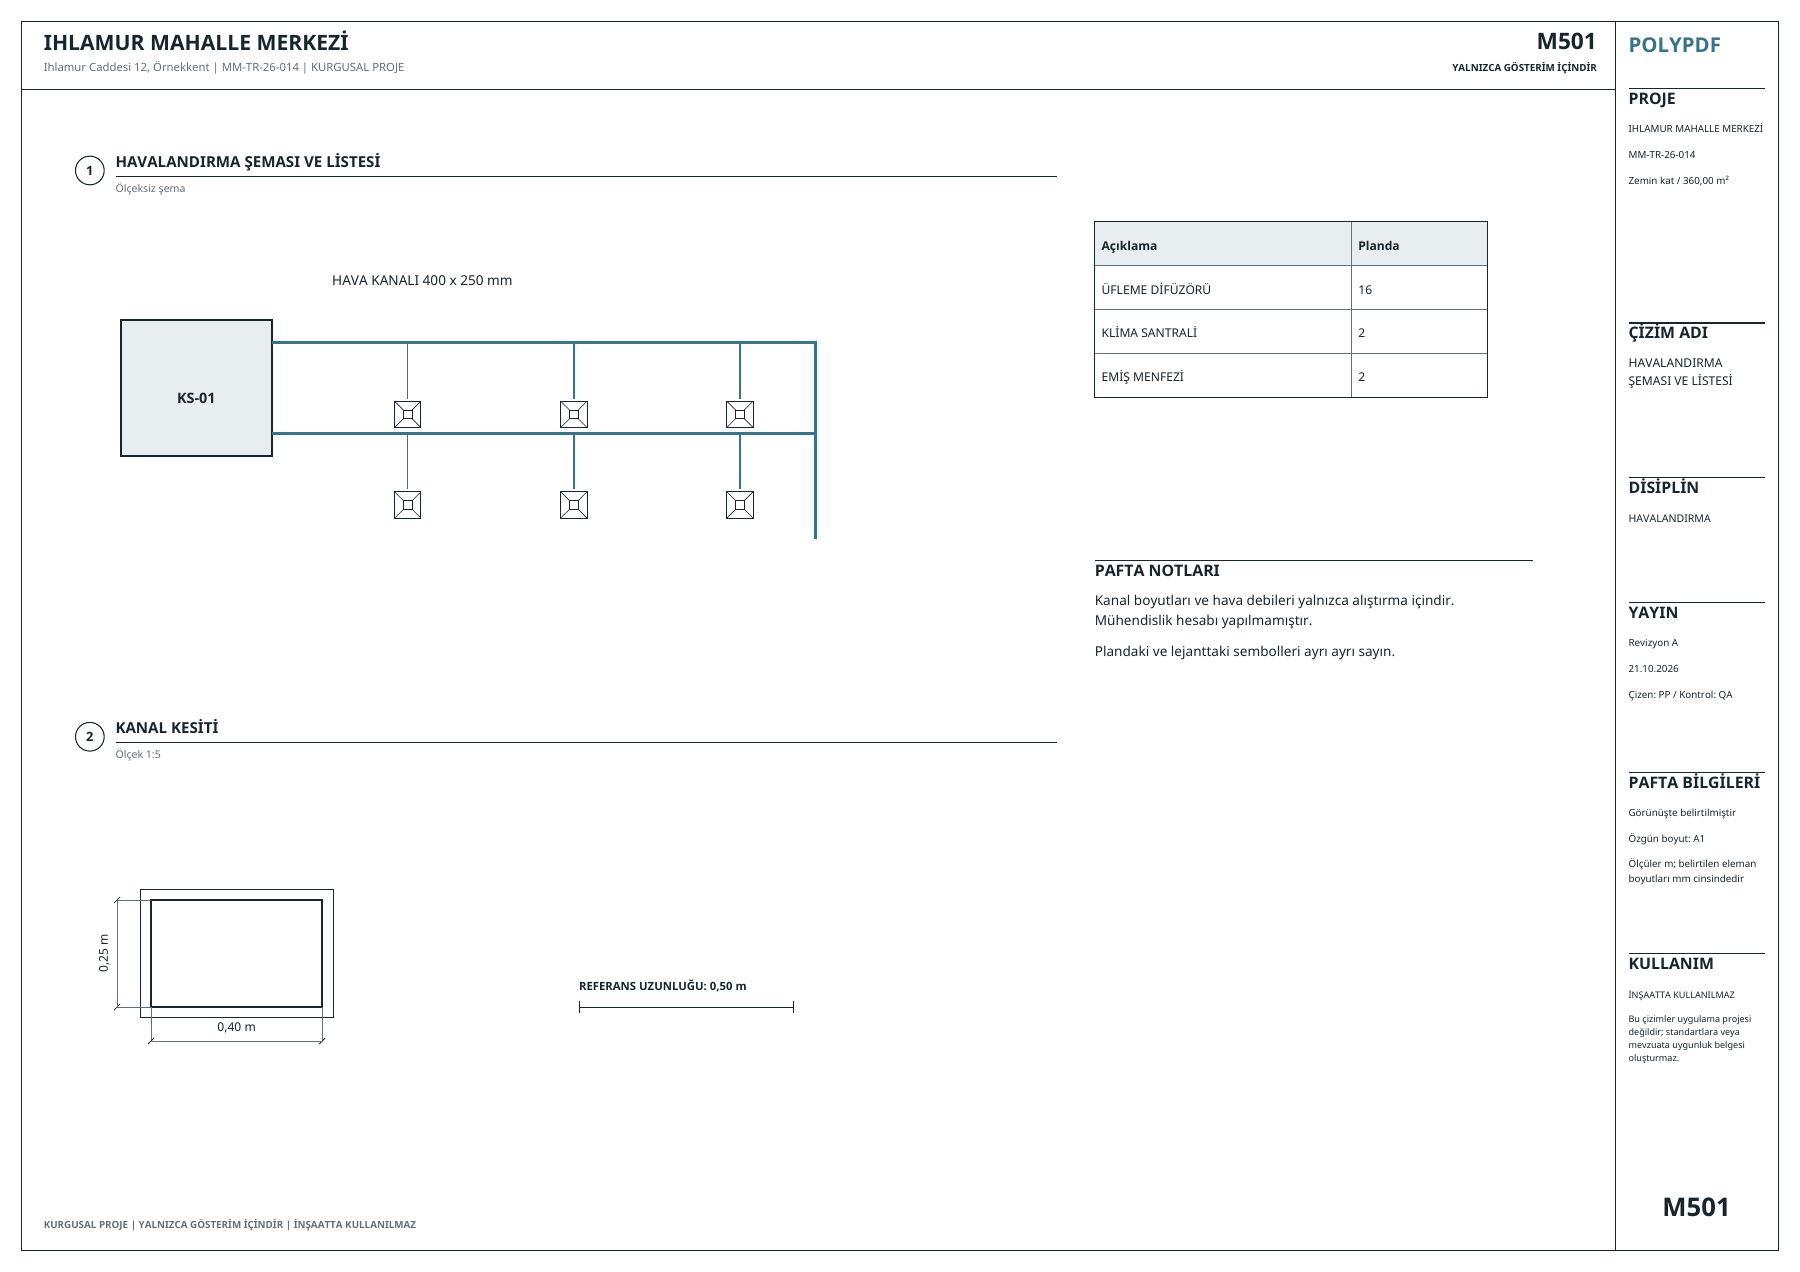 IHLAMUR MAHALLE MERKEZİ
Ihlamur Caddesi 12, Örnekkent | MM-TR-26-014 | KURGUSAL PROJE
M501
YALNIZCA GÖSTERİM İÇİNDİR
1
HAVALANDIRMA ŞEMASI VE LİSTESİ
Ölçeksiz şema
HAVA KANALI 400 x 250 mm
KS-01
Açıklama Planda
ÜFLEME DİFÜZÖRÜ 16
KLİMA SANTRALİ 2
EMİŞ MENFEZİ 2
PAFTA NOTLARI
Kanal boyutları ve hava debileri yalnızca alıştırma içindir.
Mühendislik hesabı yapılmamıştır.
Plandaki ve lejanttaki sembolleri ayrı ayrı sayın.
2
KANAL KESİTİ
Ölçek 1:5
0,25 m
0,40 m
REFERANS UZUNLUĞU: 0,50 m
KURGUSAL PROJE | YALNIZCA GÖSTERİM İÇİNDİR | İNŞAATTA KULLANILMAZ
POLYPDF
PROJE
IHLAMUR MAHALLE MERKEZİ
MM-TR-26-014
Zemin kat / 360,00 m²
ÇİZİM ADI
HAVALANDIRMA
ŞEMASI VE LİSTESİ
DİSİPLİN
HAVALANDIRMA
YAYIN
Revizyon A
21.10.2026
Çizen: PP / Kontrol: QA
PAFTA BİLGİLERİ
Görünüşte belirtilmiştir
Özgün boyut: A1
Ölçüler m; belirtilen eleman
boyutları mm cinsindedir
KULLANIM
İNŞAATTA KULLANILMAZ
Bu çizimler uygulama projesi
değildir; standartlara veya
mevzuata uygunluk belgesi
oluşturmaz.
M501